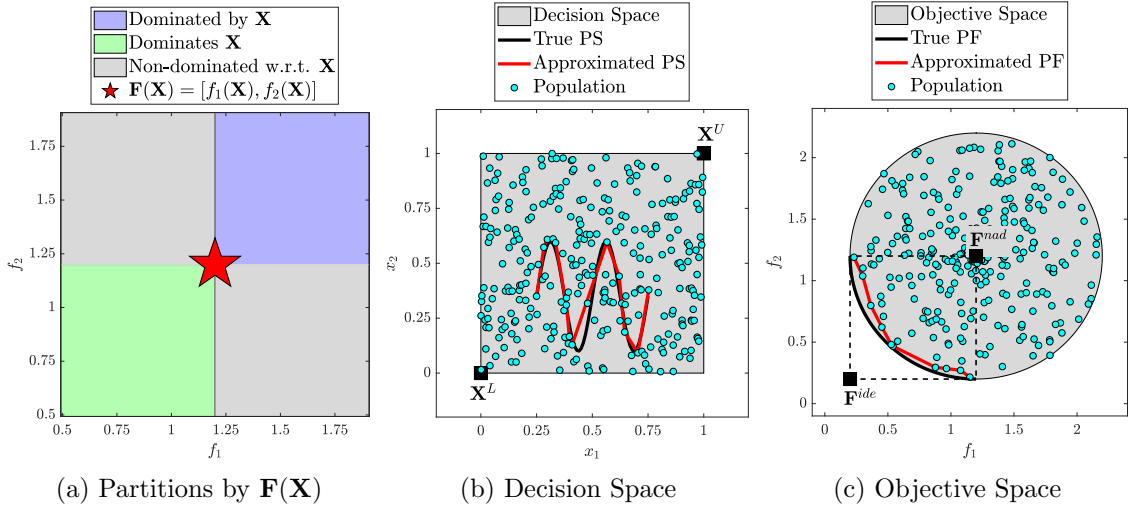 Dominated by X
Dominates X
Non-dominated w.r.t. X
F(X) = [f₁(X), f₂(X)]
1.75
1.50
1.25
1
0.75
0.5
f₂
0.5
0.75
1
1.25
1.5
1.75
f₁
(a) Partitions by F(X)
Decision Space
True PS
Approximated PS
Population
X^U
1
0.75
0.5
0.25
0
x₂
X^L
0
0.25
0.5
0.75
1
x₁
(b) Decision Space
Objective Space
True PF
Approximated PF
Population
2
1.5
1
0.5
0
f₂
F^nad
F^ide
0
0.5
1
1.5
2
f₁
(c) Objective Space